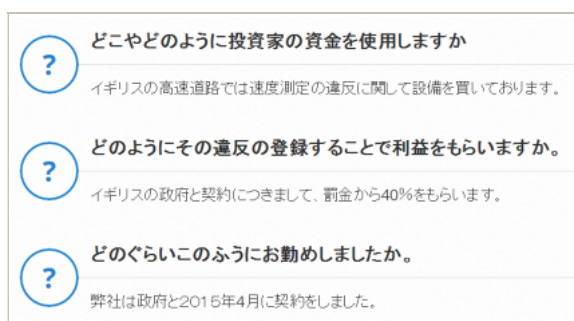 どこやどのように投資家の資金を使用しますか
イギリスの高速道路では速度測定の違反に関して設備を買いております。
どのようにその違反の登録することで利益をもらいますか。
イギリスの政府と契約につきまして、罰金から40%をもらいます。
どのぐらいこのふうにお勤めしましたか。
弊社は政府と2015年4月に契約をしました。